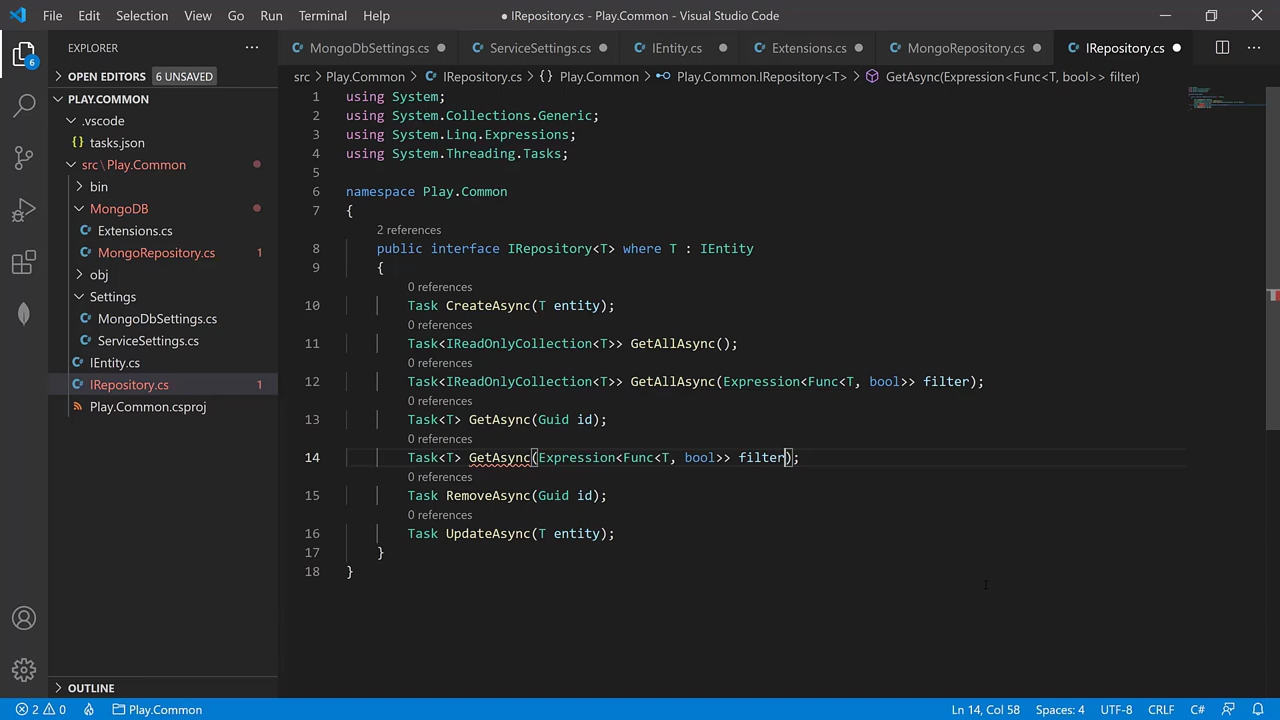 File Edit Selection View Go Run Terminal Help
● IRepository.cs - Play.Common - Visual Studio Code
EXPLORER
6
OPEN EDITORS 6 UNSAVED
PLAY.COMMON
.vscode
{} tasks.json
src\Play.Common
bin
MongoDB
Extensions.cs
MongoRepository.cs 1
obj
Settings
MongoDbSettings.cs
ServiceSettings.cs
IEntity.cs
IRepository.cs 1
Play.Common.csproj
OUTLINE
MongoDbSettings.cs ServiceSettings.cs IEntity.cs Extensions.cs MongoRepository.cs IRepository.cs
src > Play.Common > IRepository.cs > {} Play.Common > Play.Common.IRepository<T> > GetAsync(Expression<Func<T, bool>> filter)
1 using System;
2 using System.Collections.Generic;
3 using System.Linq.Expressions;
4 using System.Threading.Tasks;
5
6 namespace Play.Common
7 {
2 references
8 public interface IRepository<T> where T : IEntity
9 {
0 references
10 Task CreateAsync(T entity);
0 references
11 Task<IReadOnlyCollection<T>> GetAllAsync();
0 references
12 Task<IReadOnlyCollection<T>> GetAllAsync(Expression<Func<T, bool>> filter);
0 references
13 Task<T> GetAsync(Guid id);
0 references
14 Task<T> GetAsync(Expression<Func<T, bool>> filter);
0 references
15 Task RemoveAsync(Guid id);
0 references
16 Task UpdateAsync(T entity);
17 }
18 }
2 0 Play.Common Ln 14, Col 58 Spaces: 4 UTF-8 CRLF C#